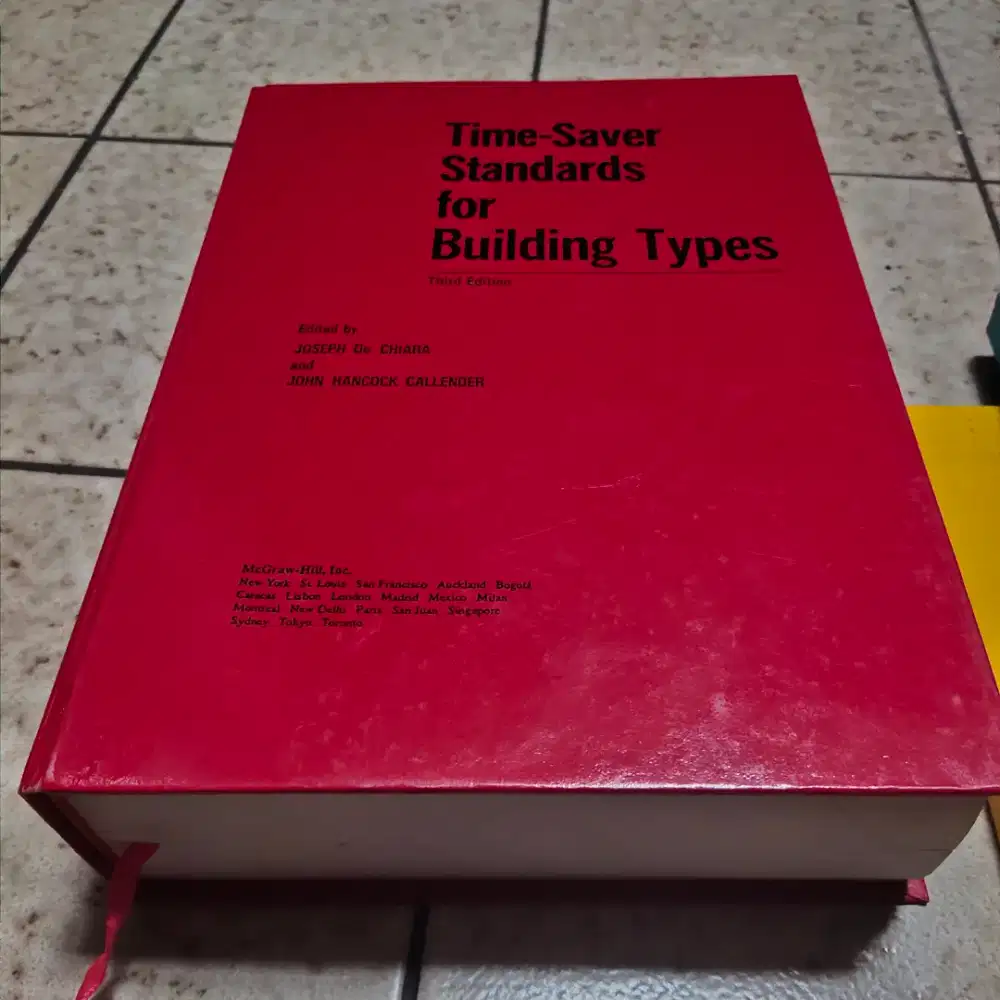 Time-Saver
Standards
for
Building Types
Third Edition
Edited by
JOSEPH De CHIARA
and
JOHN HANCOCK CALLENDER
McGraw-Hill, Inc.
New York St. Louis San Francisco Auckland Bogotá
Caracas Lisbon London Madrid Mexico Milan
Montreal New Delhi Paris San Juan Singapore
Sydney Tokyo Toronto